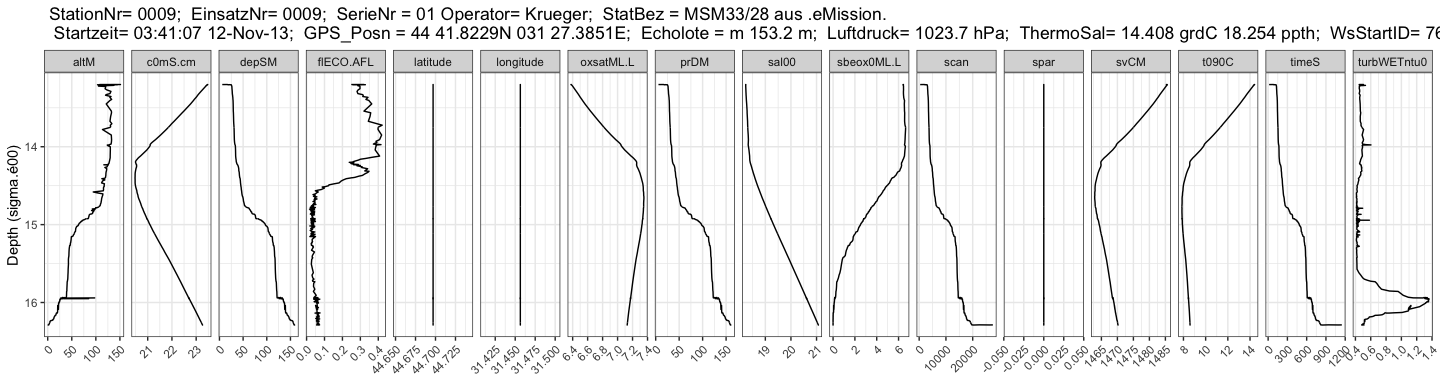 StationNr= 0009;  EinsatzNr= 0009;  SerieNr = 01 Operator= Krueger;  StatBez = MSM33/28 aus .eMission.
Startzeit= 03:41:07 12-Nov-13;  GPS_Posn = 44 41.8229N 031 27.3851E;  Echolote = m 153.2 m;  Luftdruck= 1023.7 hPa;  ThermoSal= 14.408 grdC 18.254 ppth;  WsStartID= 76
altM c0mS.cm depSM flECO.AFL latitude longitude oxsatML.L prDM sal00 sbeox0ML.L scan spar svCM t090C timeS turbWETntu0
14
15
16
Depth (sigma.é00)
0 50 100 150 21 22 23 0 50 100 150 0.0 0.1 0.2 0.3 0.4 44.650 44.675 44.700 44.725 31.425 31.450 31.475 31.500 6.4 6.6 6.8 7.0 7.2 7.4 0 50 100 150 19 20 21 0 2 4 6 0 10000 20000 -0.050 -0.025 0.000 0.025 0.050 1465 1470 1475 1480 1485 8 10 12 14 0 300 600 900 1200 0.4 0.6 0.8 1.0 1.2 1.4